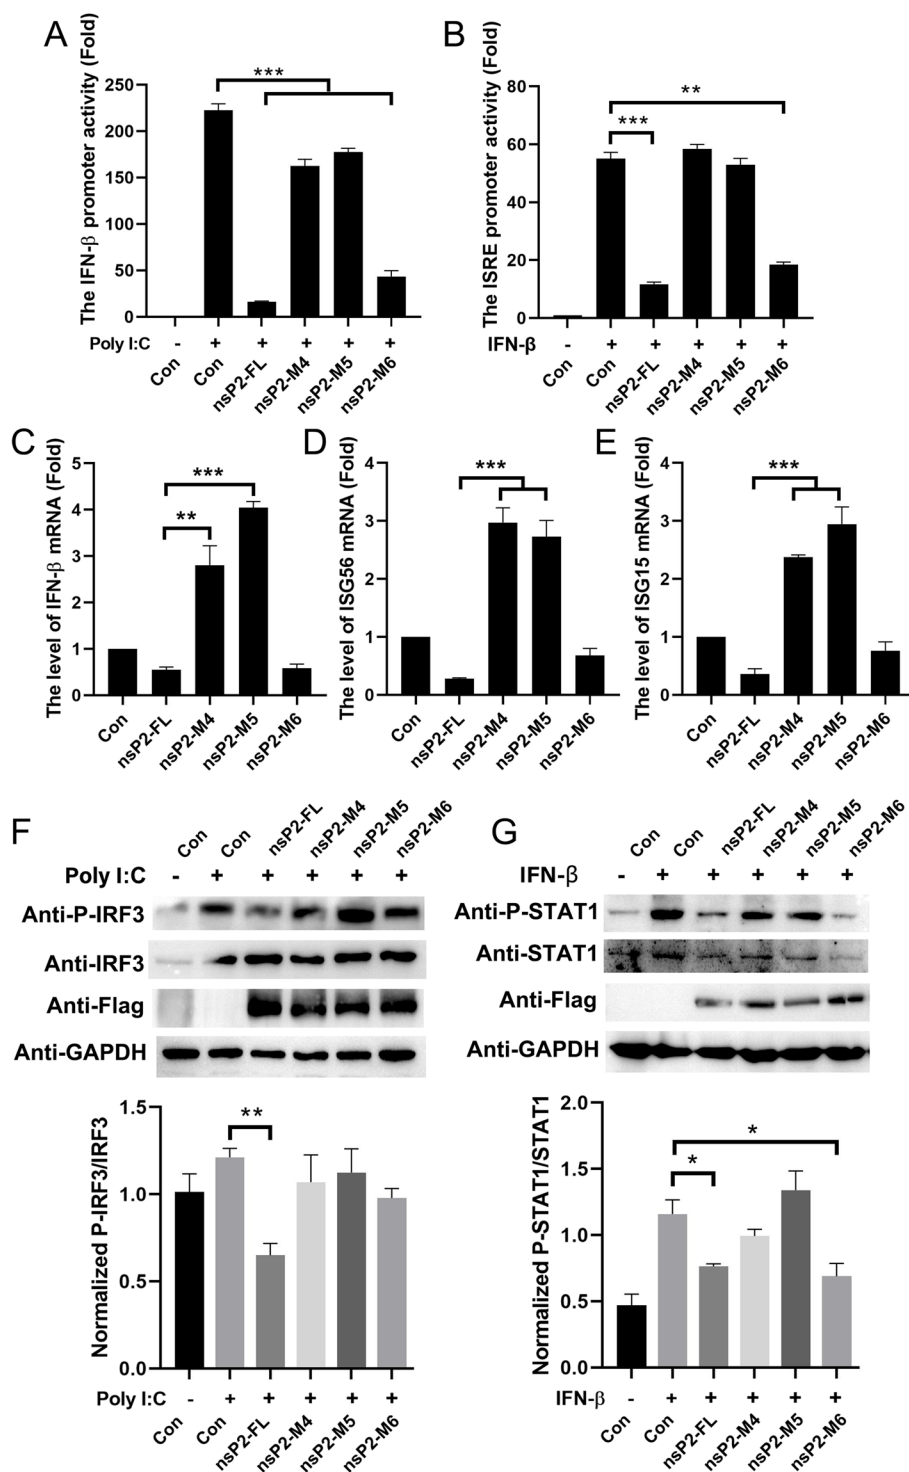 A
The IFN-β promoter activity (Fold)
250
200
150
100
50
0
***
Poly I:C - + + + + +
Con Con nsP2-FL nsP2-M4 nsP2-M5 nsP2-M6
B
The ISRE promoter activity (Fold)
80
60
40
20
0
**
***
IFN-β - + + + + +
Con Con nsP2-FL nsP2-M4 nsP2-M5 nsP2-M6
C
The level of IFN-β mRNA (Fold)
5
4
3
2
1
0
***
**
Con nsP2-FL nsP2-M4 nsP2-M5 nsP2-M6
D
The level of ISG56 mRNA (Fold)
4
3
2
1
0
***
Con nsP2-FL nsP2-M4 nsP2-M5 nsP2-M6
E
The level of ISG15 mRNA (Fold)
4
3
2
1
0
***
Con nsP2-FL nsP2-M4 nsP2-M5 nsP2-M6
F
Con Con nsP2-FL nsP2-M4 nsP2-M5 nsP2-M6
Poly I:C - + + + + +
Anti-P-IRF3
Anti-IRF3
Anti-Flag
Anti-GAPDH
Normalized P-IRF3/IRF3
1.5
1.0
0.5
0.0
**
Poly I:C - + + + + +
Con Con nsP2-FL nsP2-M4 nsP2-M5 nsP2-M6
G
Con Con nsP2-FL nsP2-M4 nsP2-M5 nsP2-M6
IFN-β - + + + + +
Anti-P-STAT1
Anti-STAT1
Anti-Flag
Anti-GAPDH
Normalized P-STAT1/STAT1
2.0
1.5
1.0
0.5
0.0
*
*
IFN-β - + + + + +
Con Con nsP2-FL nsP2-M4 nsP2-M5 nsP2-M6